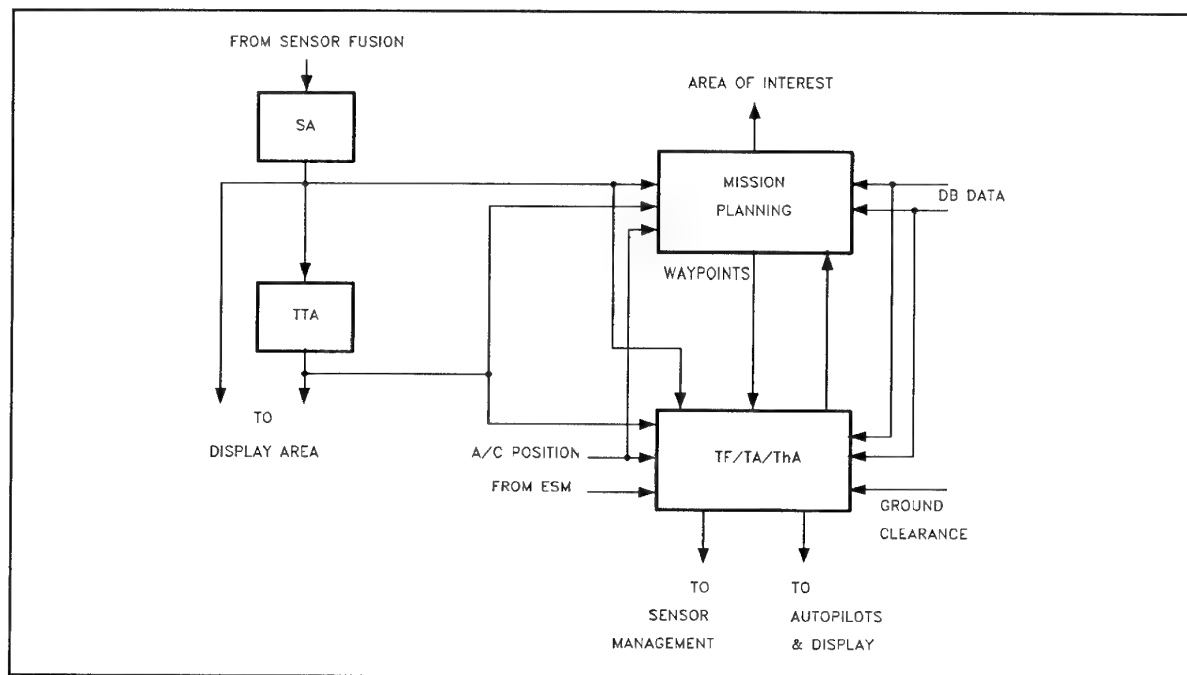 FROM SENSOR FUSION
SA
AREA OF INTEREST
MISSION
PLANNING
DB DATA
WAYPOINTS
TTA
TO
DISPLAY AREA
A/C POSITION
FROM ESM
TF/TA/ThA
GROUND
CLEARANCE
TO
SENSOR
MANAGEMENT
TO
AUTOPILOTS
& DISPLAY